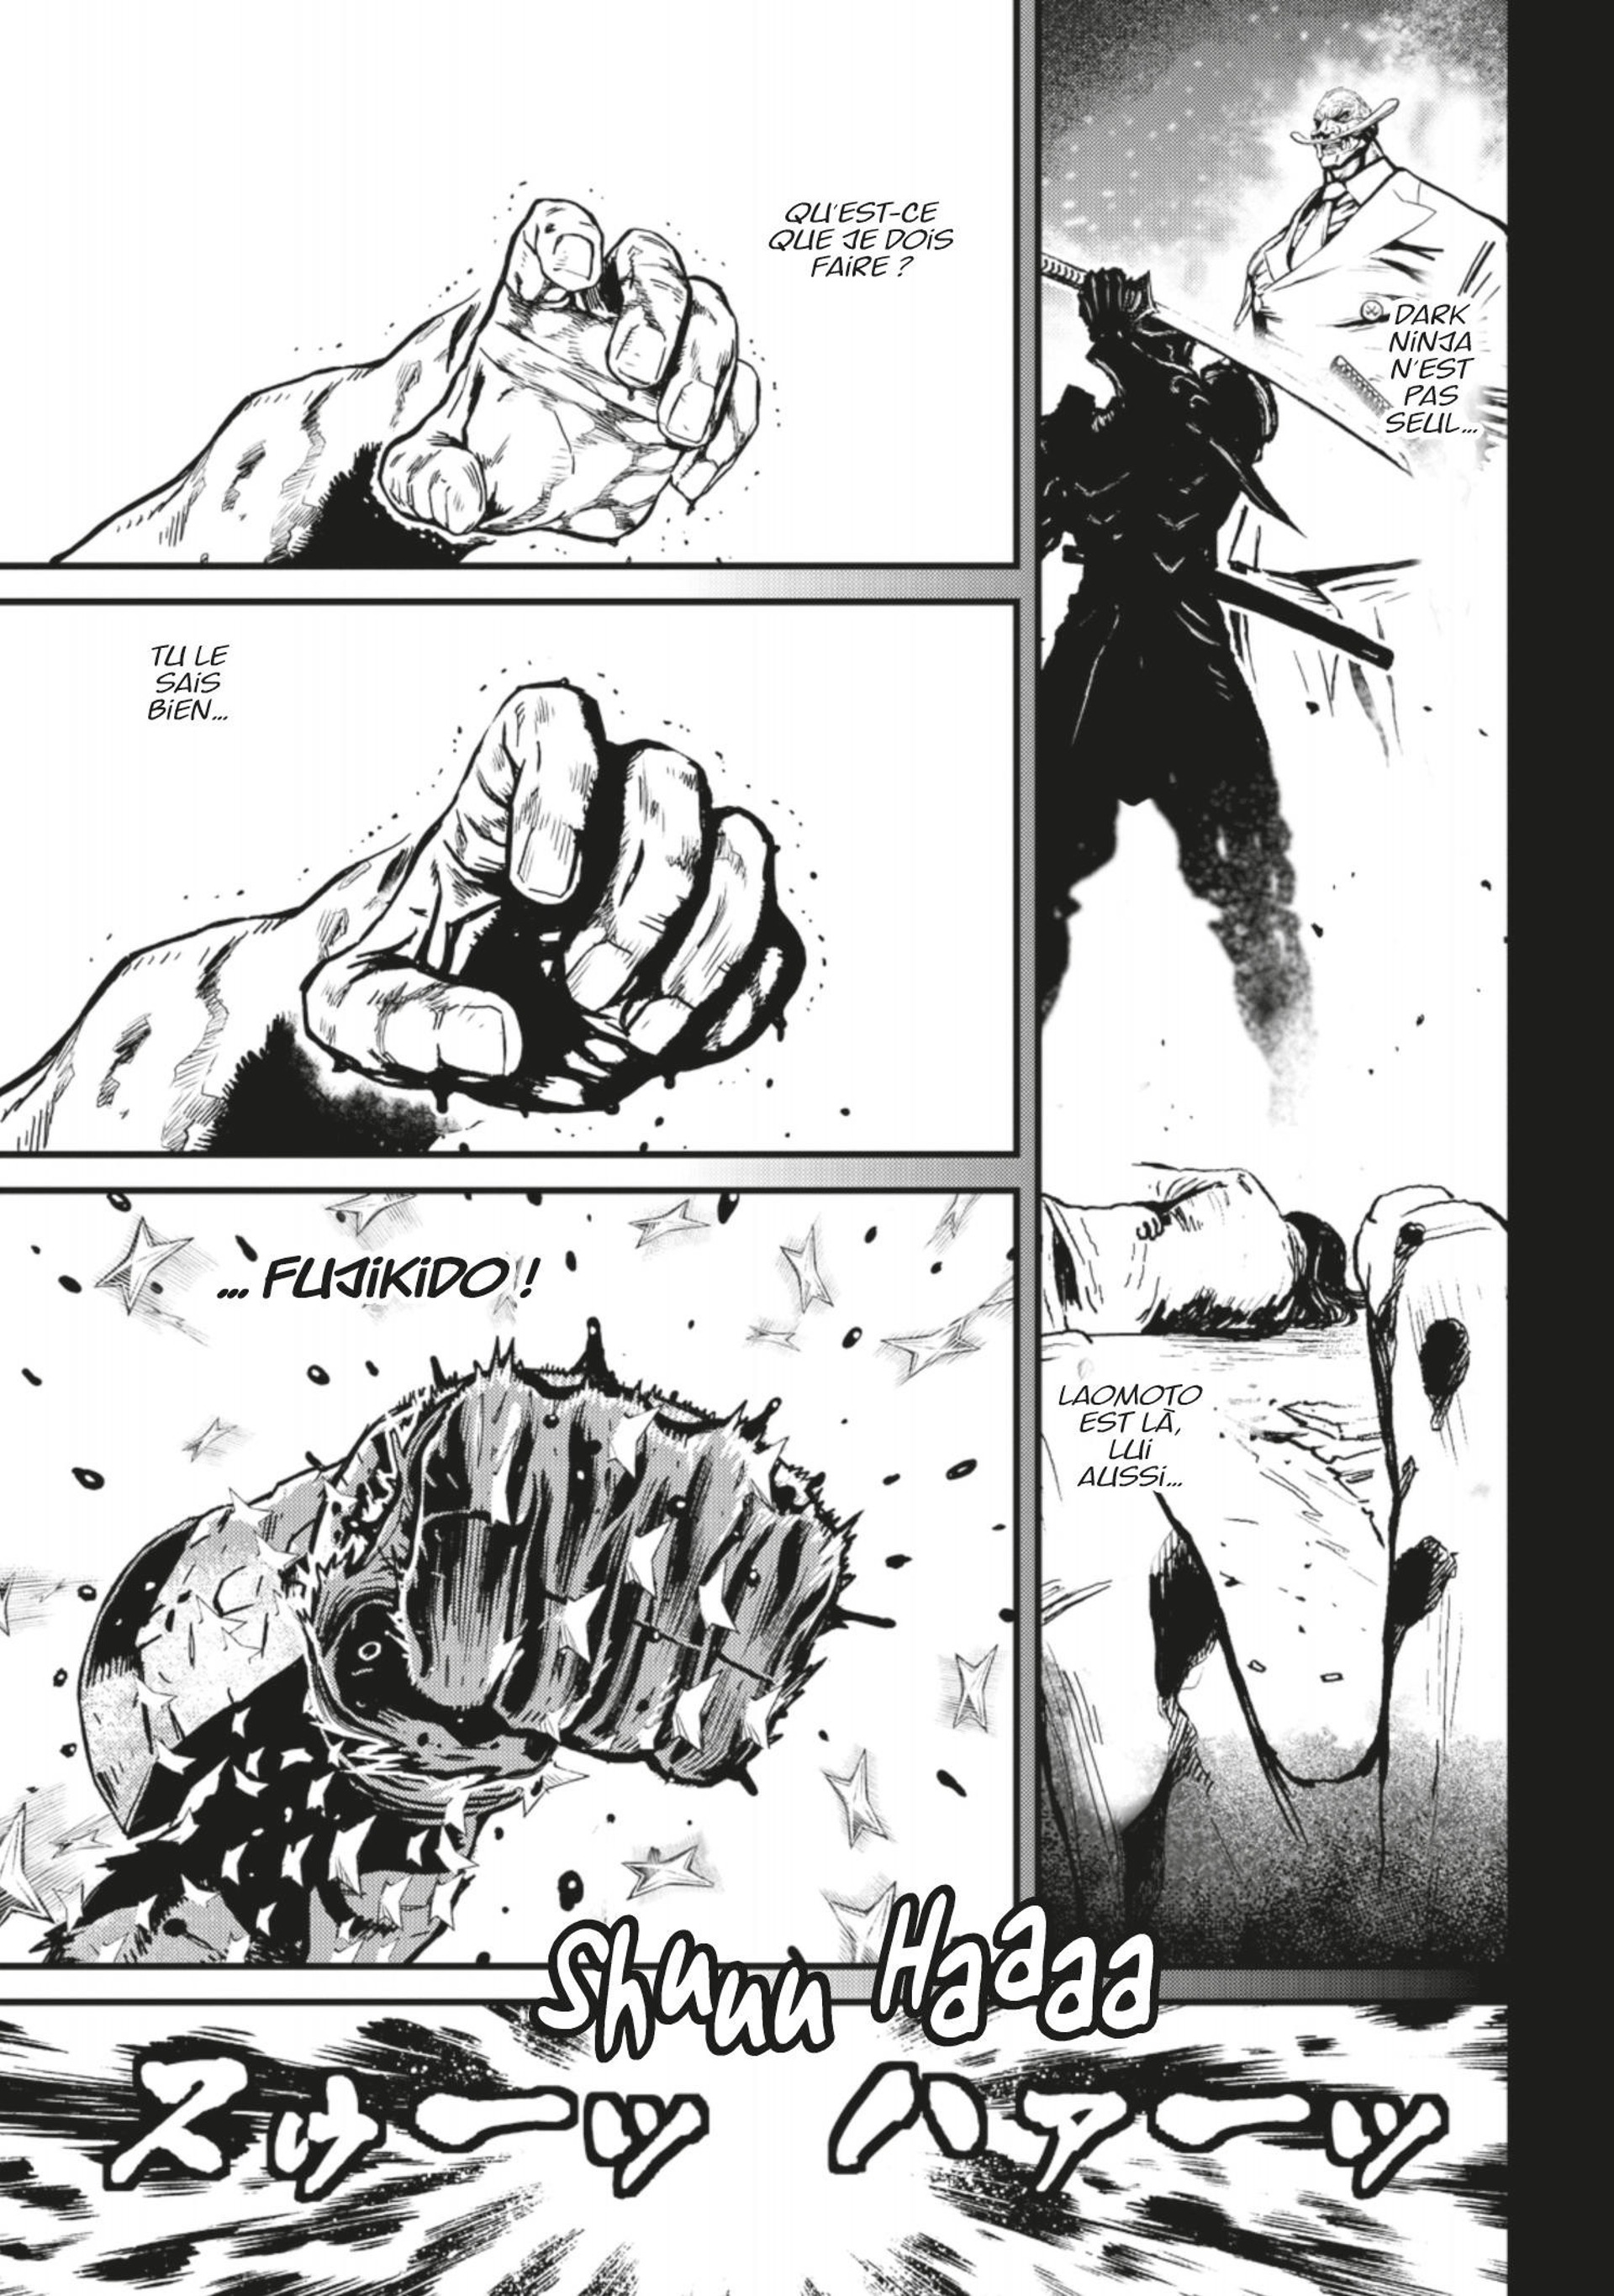 DARK
NINJA
N'EST
PAS
SEUL...
LAOMOTO
EST LÀ,
LUI
AUSSI...
QU'EST-CE
QUE JE DOIS
FAIRE ?
TU LE
SAIS
BIEN...
... FUJIKIDO !
Shuuu Haaaa
スゥーッ ハァーッ